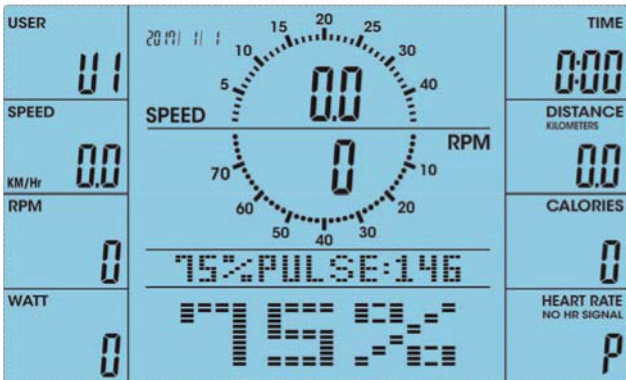 USER
U1
SPEED
KM/Hr 0.0
RPM
0
WATT
0
2017/ 1/ 1
5 10 15 20 25 30 40
SPEED 0.0
0 RPM
70 60 50 40 30 20 10
75%PULSE:146
75%
TIME
0:00
DISTANCE
KILOMETERS
0.0
CALORIES
0
HEART RATE
NO HR SIGNAL
P